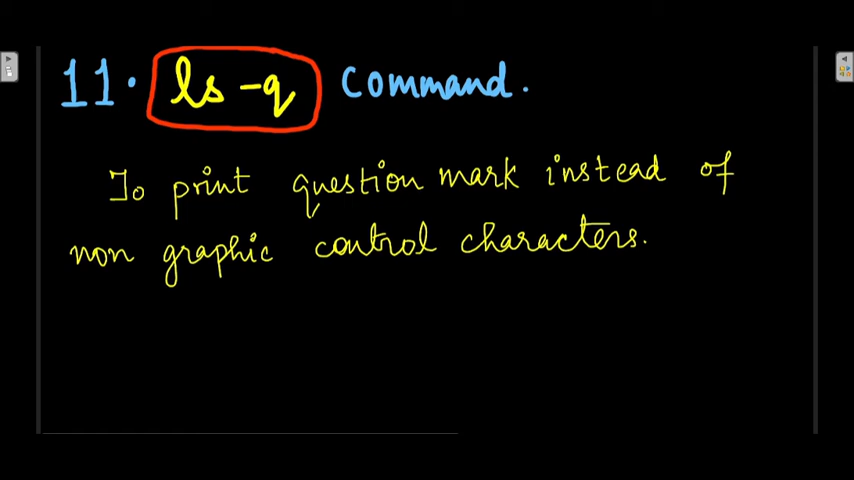 11. ls -q command.
To print question mark instead of
non graphic control characters.